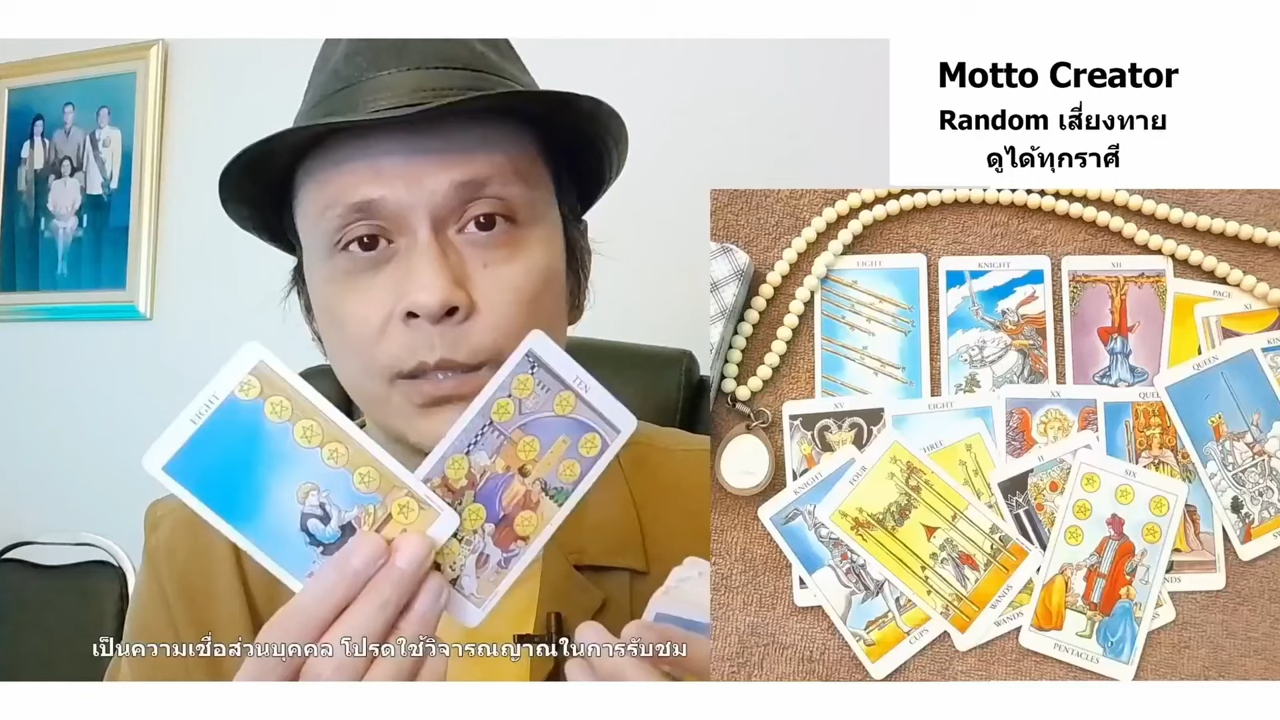 Motto Creator
Random เสี่ยงทาย
ดูได้ทุกราศี
EIGHT
TEN
EIGHT
KNIGHT
XII
PAGE
XV
EIGHT
XX
QUEEN
THREE
II
KNIGHT
FOUR
SIX
CUPS
WANDS
WANDS
PENTACLES
เป็นความเชื่อส่วนบุคคล โปรดใช้วิจารณญาณในการรับชม